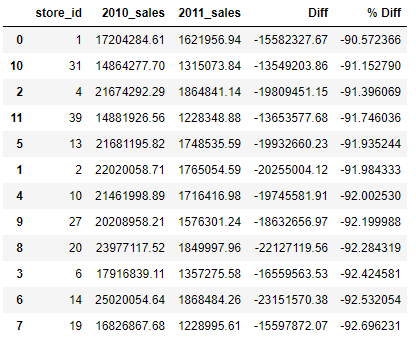 store_id 2010_sales 2011_sales Diff % Diff
0 1 17204284.61 1621956.94 -15582327.67 -90.572366
10 31 14864277.70 1315073.84 -13549203.86 -91.152790
2 4 21674292.29 1864841.14 -19809451.15 -91.396069
11 39 14881926.56 1228348.88 -13653577.68 -91.746036
5 13 21681195.82 1748535.59 -19932660.23 -91.935244
1 2 22020058.71 1765054.59 -20255004.12 -91.984333
4 10 21461998.89 1716416.98 -19745581.91 -92.002530
9 27 20208958.21 1576301.24 -18632656.97 -92.199988
8 20 23977117.52 1849997.96 -22127119.56 -92.284319
3 6 17916839.11 1357275.58 -16559563.53 -92.424581
6 14 25020054.64 1868484.26 -23151570.38 -92.532054
7 19 16826867.68 1228995.61 -15597872.07 -92.696231